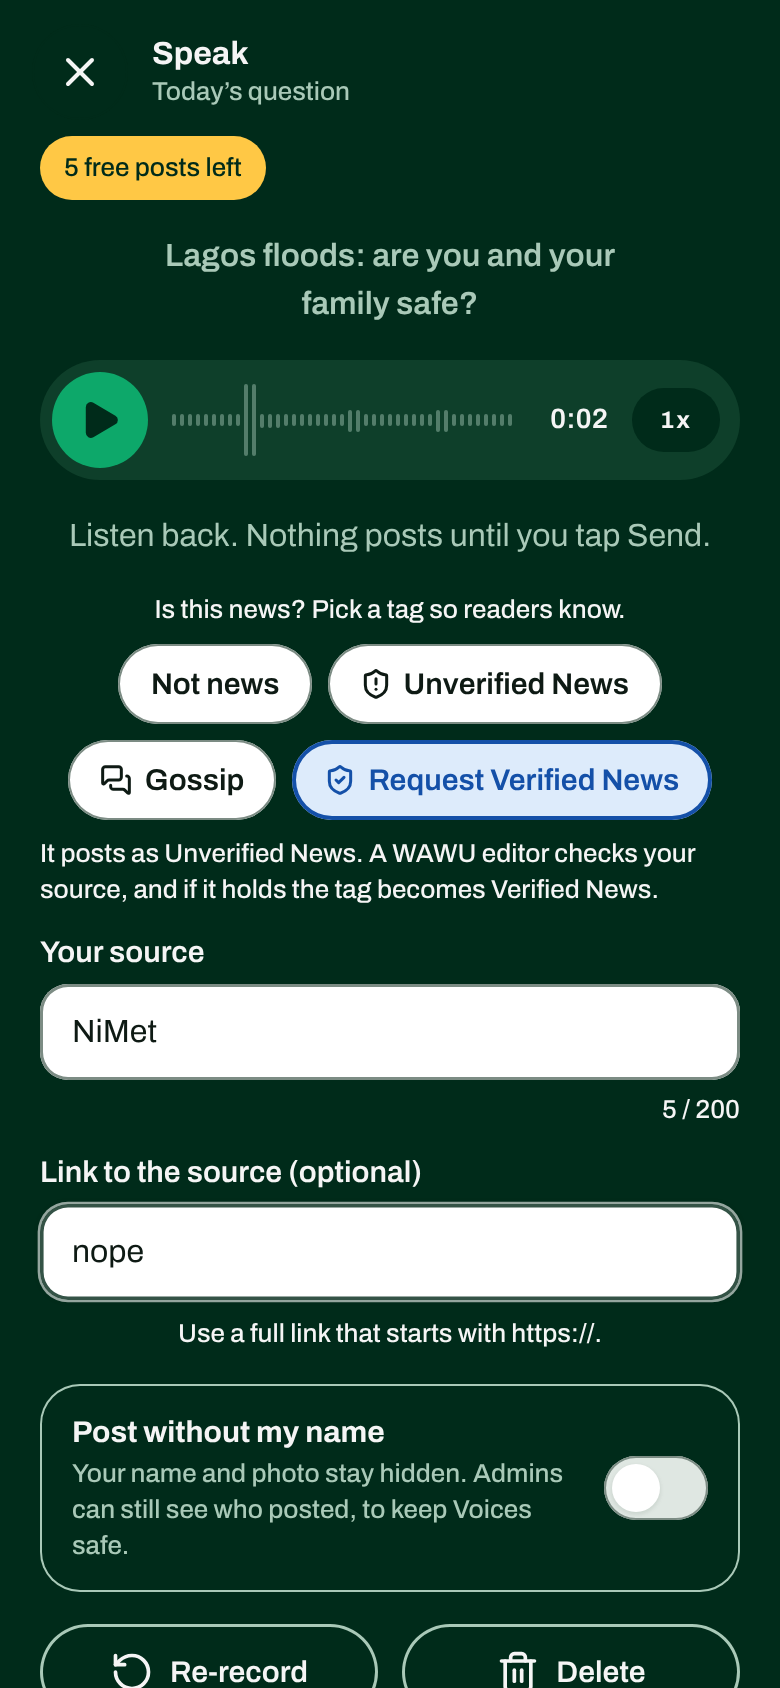 Speak
Today’s question
5 free posts left
Lagos floods: are you and your
family safe?
0:02
1x
Listen back. Nothing posts until you tap Send.
Is this news? Pick a tag so readers know.
Not news
Unverified News
Gossip
Request Verified News
It posts as Unverified News. A WAWU editor checks your
source, and if it holds the tag becomes Verified News.
Your source
NiMet
5 / 200
Link to the source (optional)
nope
Use a full link that starts with https://.
Post without my name
Your name and photo stay hidden. Admins
can still see who posted, to keep Voices
safe.
Re-record
Delete